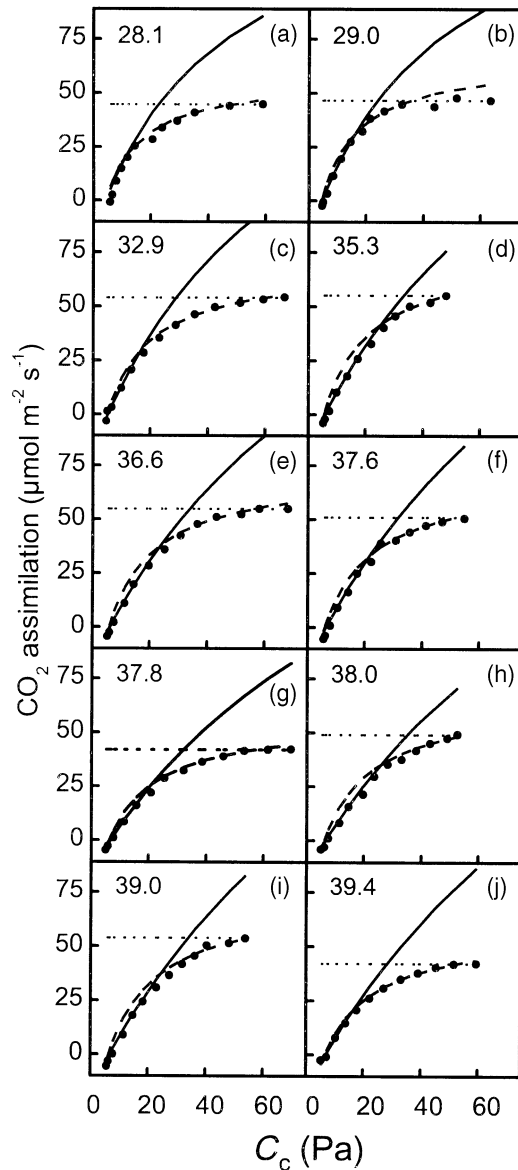 75
28.1
(a)
29.0
(b)
50
25
0
75
32.9
(c)
35.3
(d)
50
25
0
75
36.6
(e)
37.6
(f)
50
25
0
75
37.8
(g)
38.0
(h)
50
25
0
75
39.0
(i)
39.4
(j)
50
25
0
CO₂ assimilation (μmol m⁻² s⁻¹)
0 20 40 60 0 20 40 60
C꜀ (Pa)